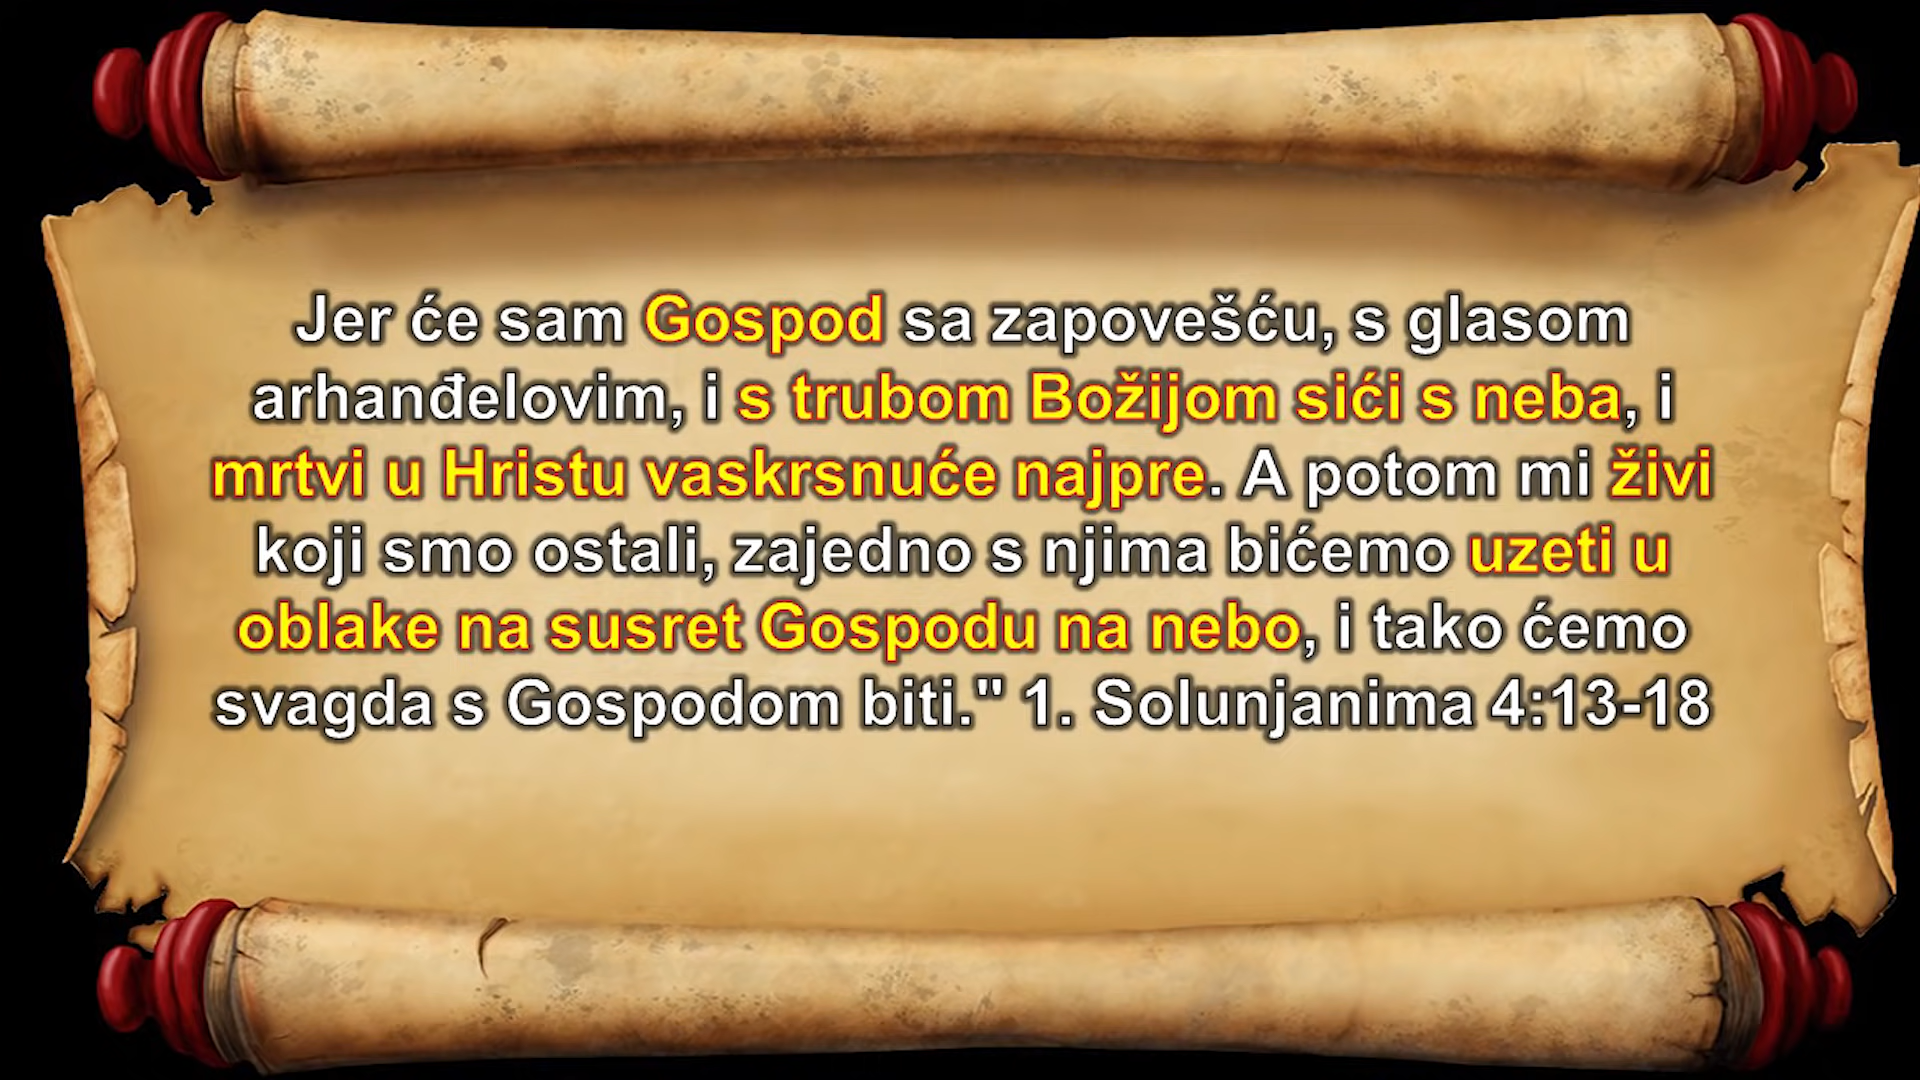 Jer će sam Gospod sa zapovešću, s glasom
arhanđelovim, i s trubom Božijom sići s neba, i
mrtvi u Hristu vaskrsnuće najpre. A potom mi živi
koji smo ostali, zajedno s njima bićemo uzeti u
oblake na susret Gospodu na nebo, i tako ćemo
svagda s Gospodom biti." 1. Solunjanima 4:13-18